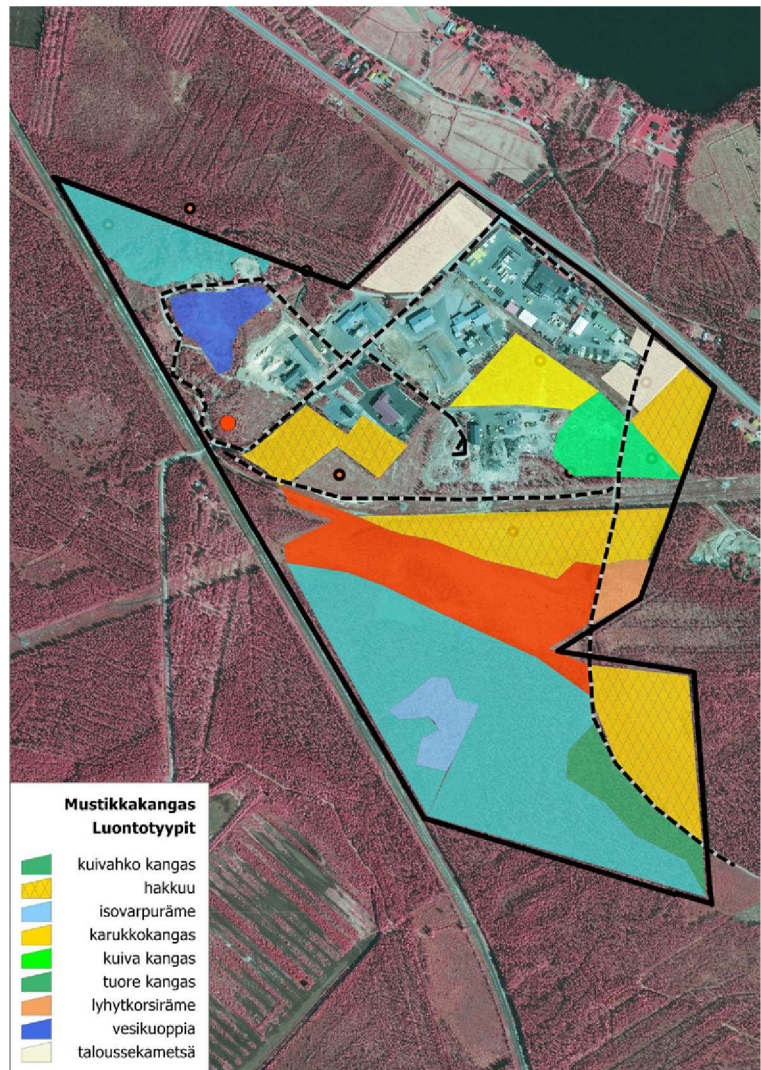 Mustikkakangas
Luontotyypit
kuivahko kangas
hakkuu
isovarpuräme
karukkokangas
kuiva kangas
tuore kangas
lyhytkorsiräme
vesikuoppia
taloussekametsä